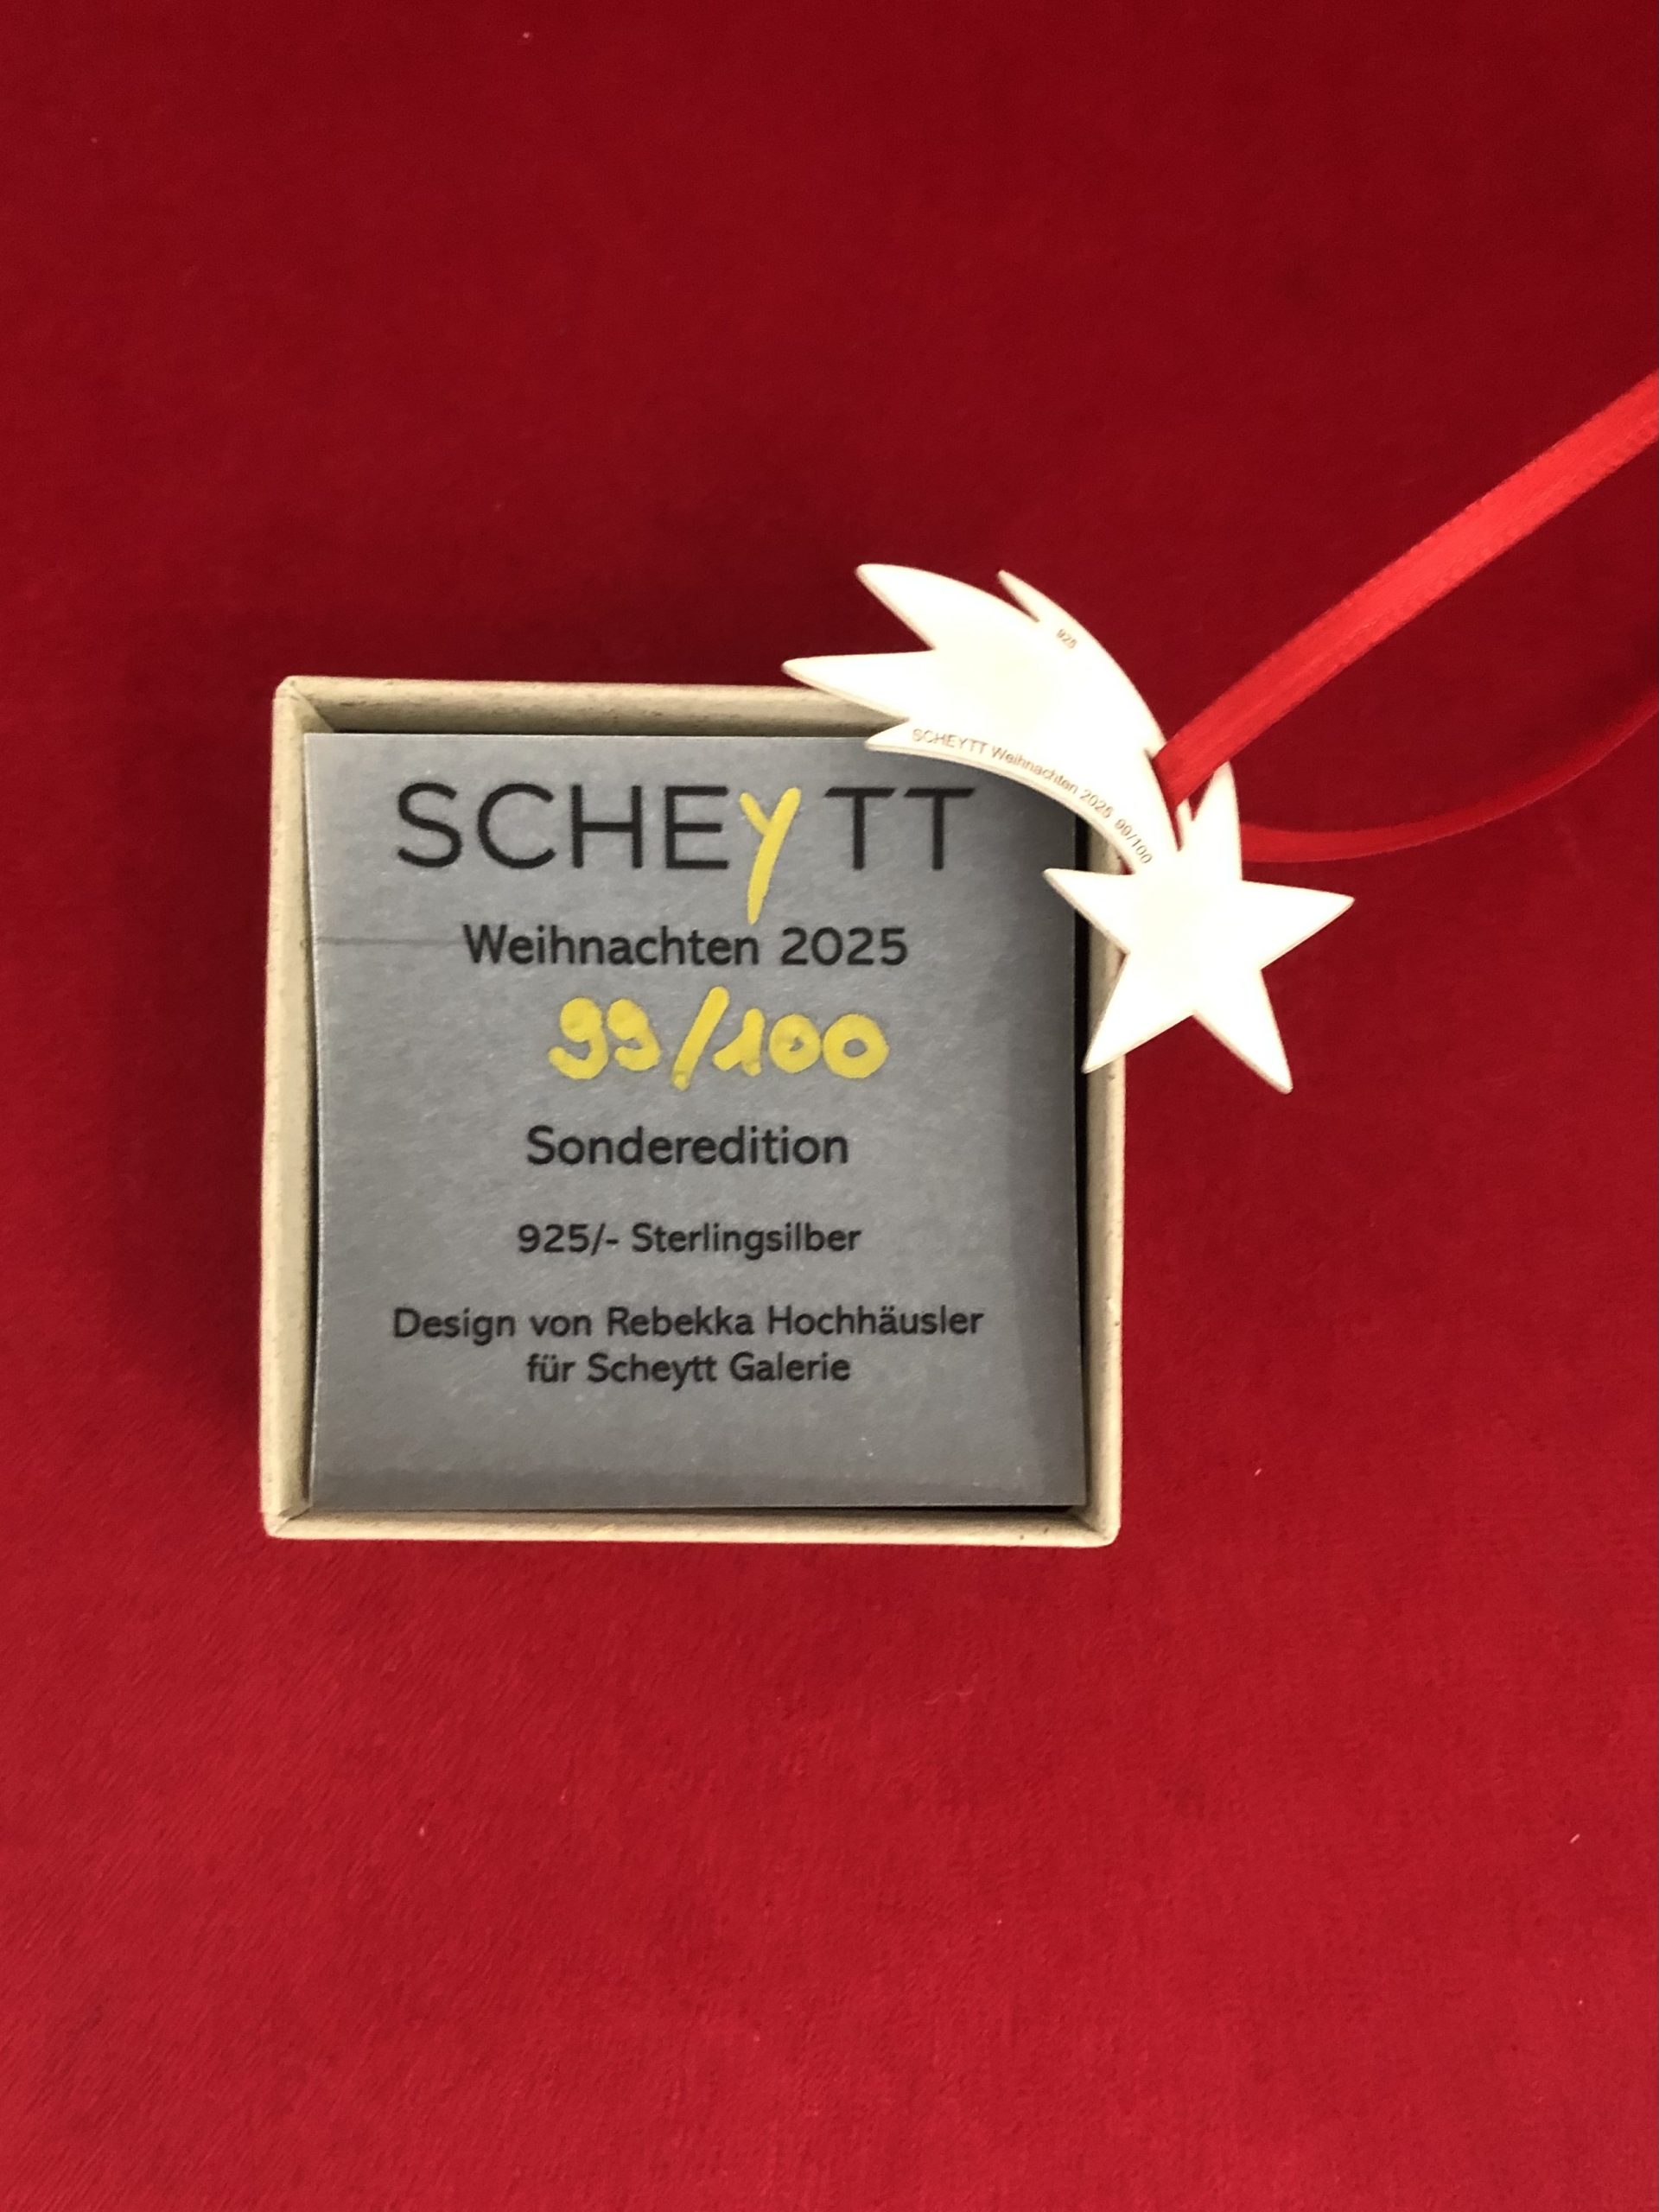 925
SCHEYTT Weihnachten 2025 99/100
SCHEYTT
Weihnachten 2025
99/100
Sonderedition
925/- Sterlingsilber
Design von Rebekka Hochhäusler
für Scheytt Galerie